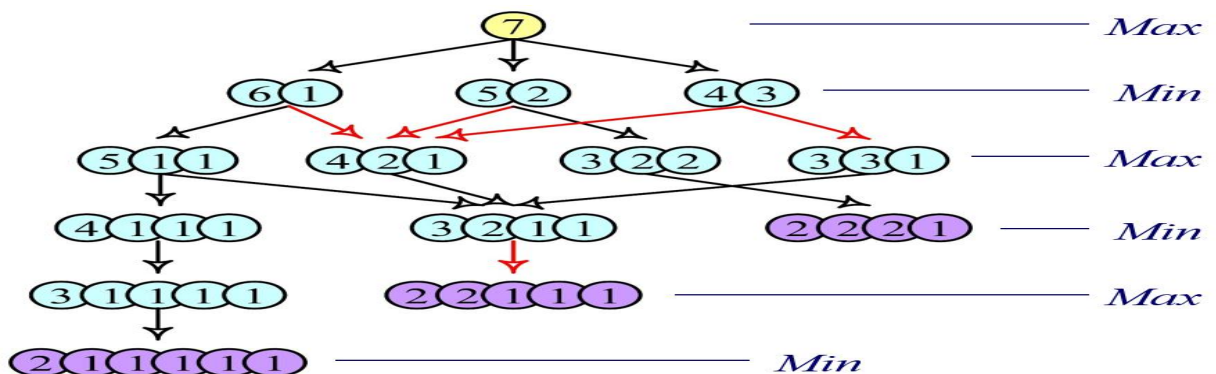 7 Max
6 1 5 2 4 3 Min
5 1 1 4 2 1 3 2 2 3 3 1 Max
4 1 1 1 3 2 1 1 2 2 2 1 Min
3 1 1 1 1 2 2 1 1 1 Max
2 1 1 1 1 1 Min